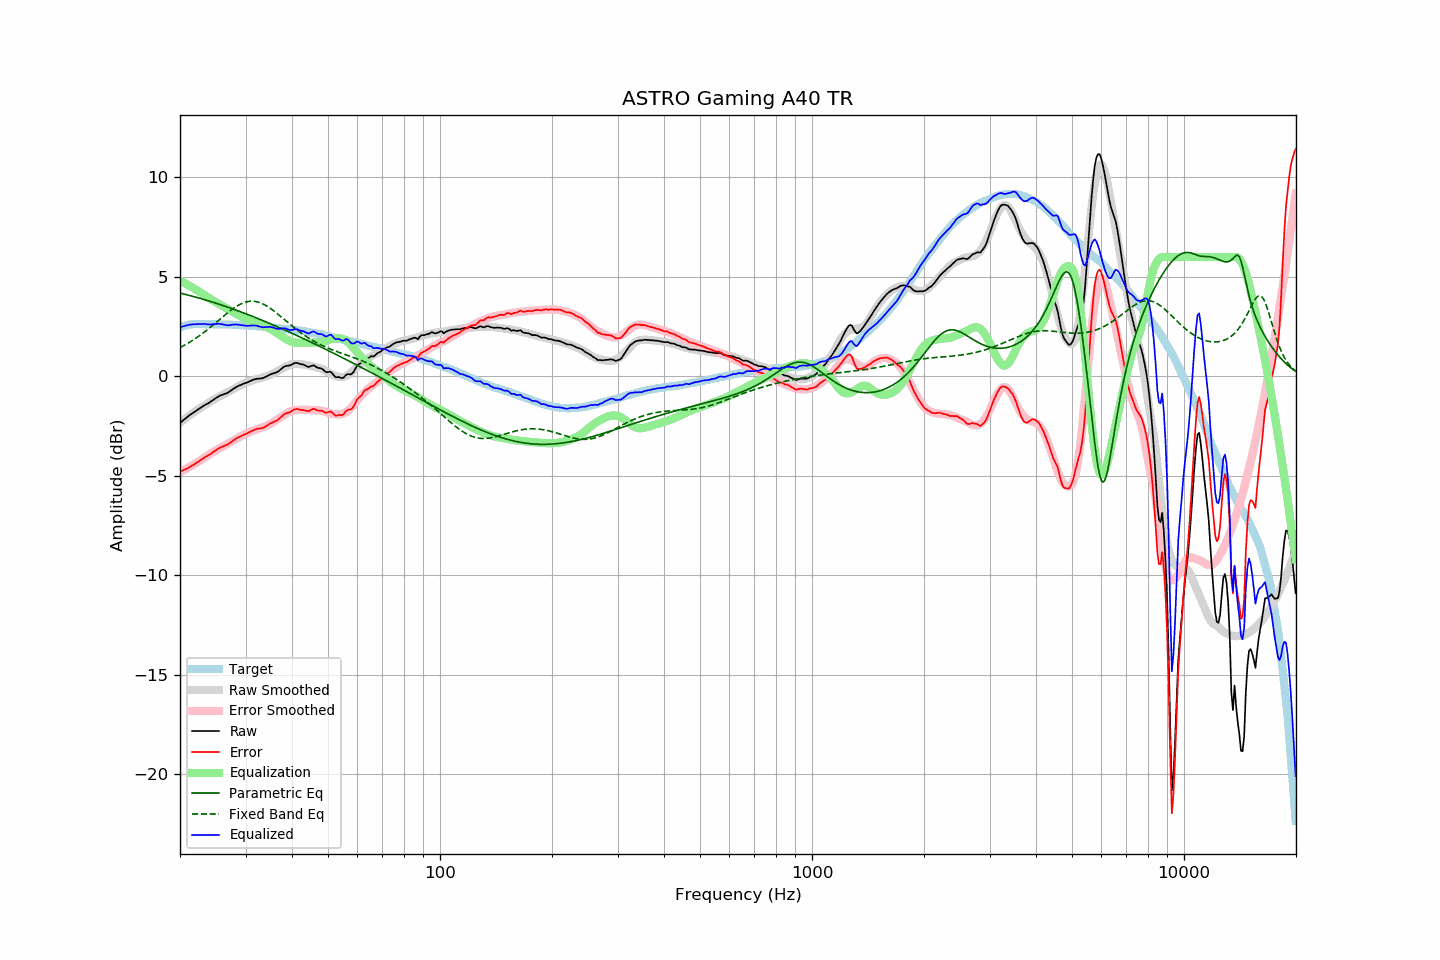 ASTRO Gaming A40 TR
Amplitude (dBr)
10
5
0
−5
−10
−15
−20
Target
Raw Smoothed
Error Smoothed
Raw
Error
Equalization
Parametric Eq
Fixed Band Eq
Equalized
100
1000
10000
Frequency (Hz)